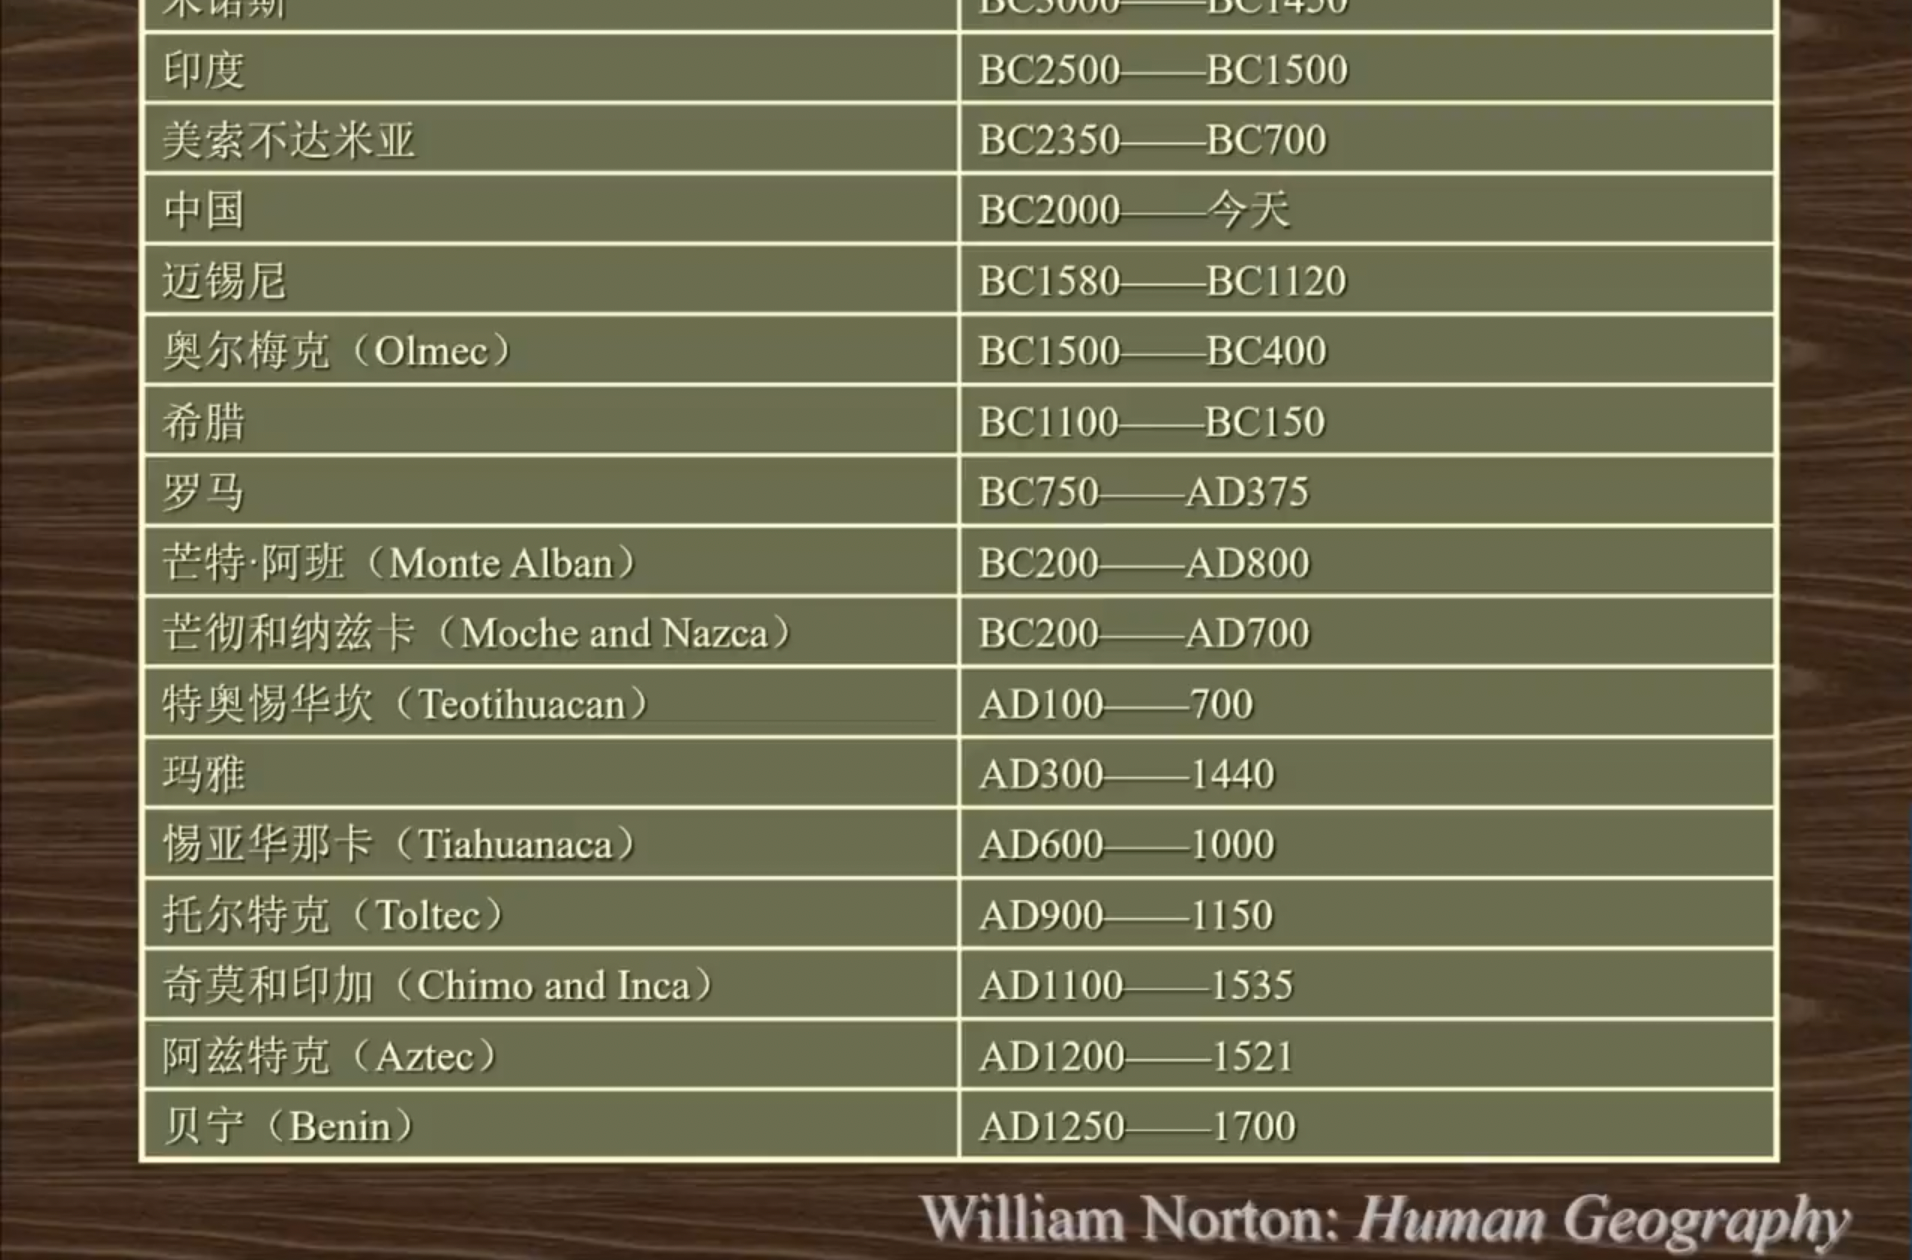 米诺斯 BC3000——BC1450
印度 BC2500——BC1500
美索不达米亚 BC2350——BC700
中国 BC2000——今天
迈锡尼 BC1580——BC1120
奥尔梅克（Olmec） BC1500——BC400
希腊 BC1100——BC150
罗马 BC750——AD375
芒特·阿班（Monte Alban） BC200——AD800
芒彻和纳兹卡（Moche and Nazca） BC200——AD700
特奥惕华坎（Teotihuacan） AD100——700
玛雅 AD300——1440
惕亚华那卡（Tiahuanaca） AD600——1000
托尔特克（Toltec） AD900——1150
奇莫和印加（Chimo and Inca） AD1100——1535
阿兹特克（Aztec） AD1200——1521
贝宁（Benin） AD1250——1700
William Norton: Human Geography